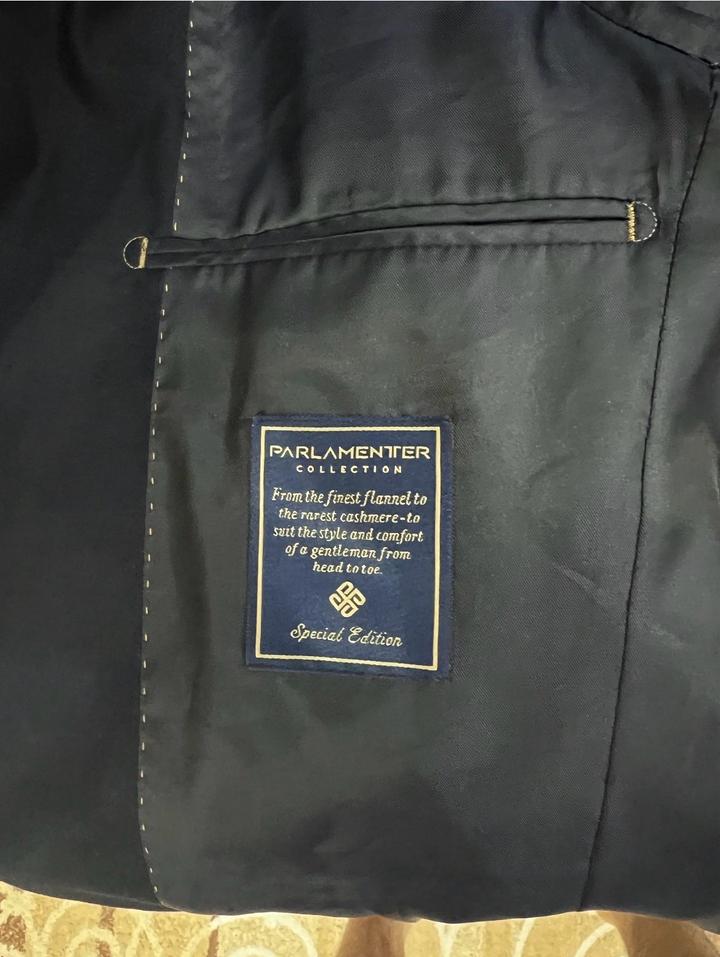 PARLAMENTER
COLLECTION
From the finest flannel to
the rarest cashmere-to
suit the style and comfort
of a gentleman from
head to toe.
Special Edition